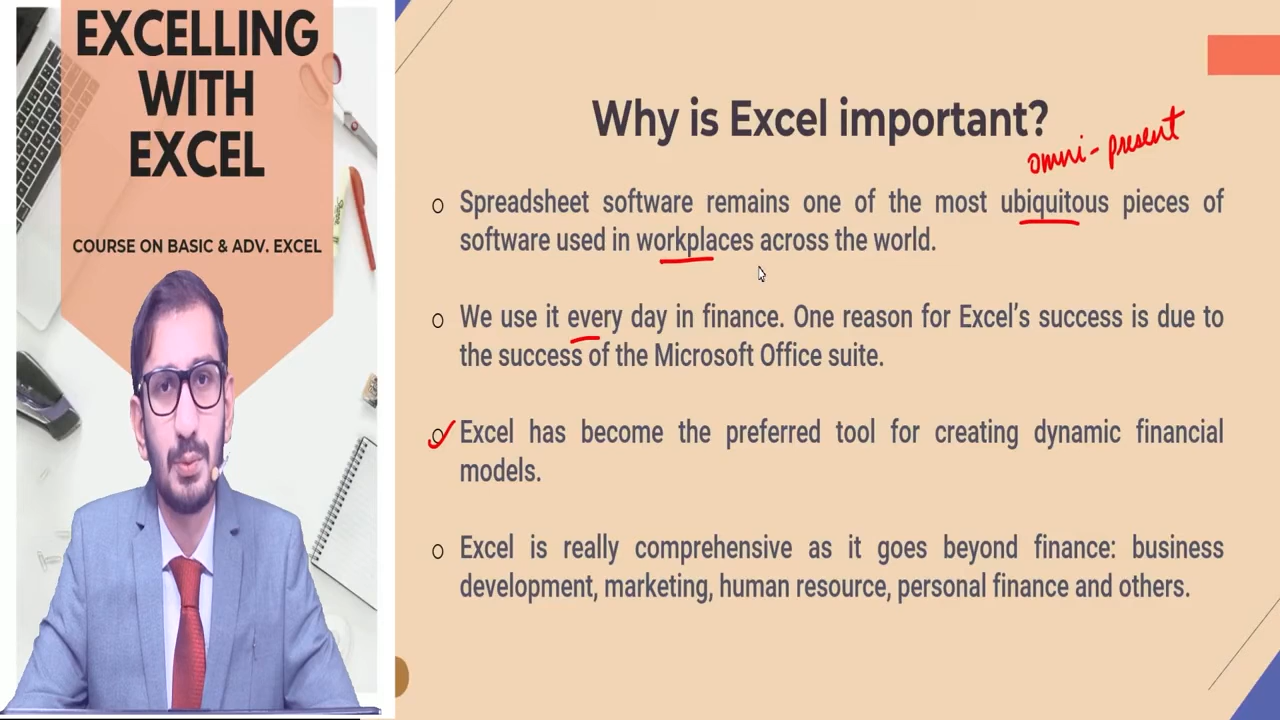 EXCELLING
WITH
EXCEL
COURSE ON BASIC & ADV. EXCEL
Why is Excel important?
omni - present
o Spreadsheet software remains one of the most ubiquitous pieces of
software used in workplaces across the world.
o We use it every day in finance. One reason for Excel's success is due to
the success of the Microsoft Office suite.
o Excel has become the preferred tool for creating dynamic financial
models.
o Excel is really comprehensive as it goes beyond finance: business
development, marketing, human resource, personal finance and others.